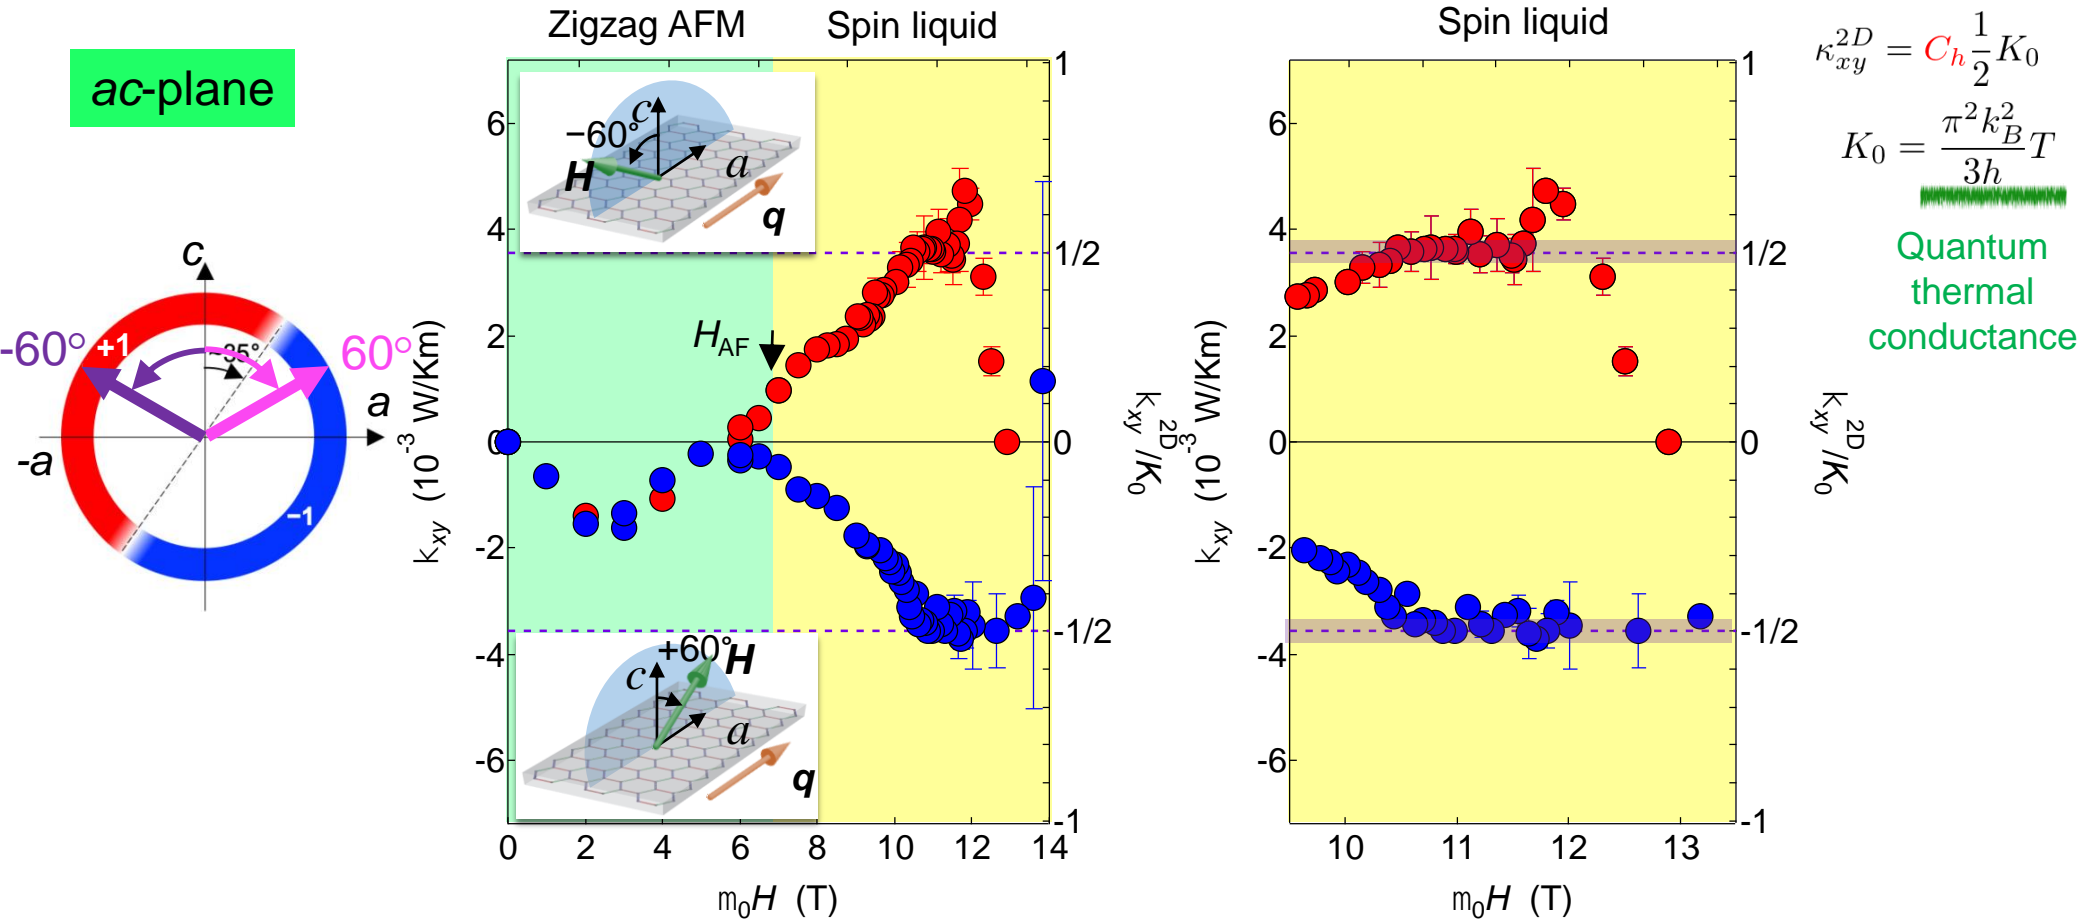 ac-plane
c
-60°
+1
~35°
60°
a
-a
−1
Zigzag AFM
Spin liquid
c
−60°
H
a
q
H_AF
+60°
H
c
a
q
6
4
2
0
-2
-4
-6
k_xy (10^-3 W/Km)
1
1/2
0
-1/2
-1
k_xy^2D/K_0
0 2 4 6 8 10 12 14
m_0H (T)
Spin liquid
6
4
2
0
-2
-4
-6
k_xy (10^-3 W/Km)
1
1/2
0
-1/2
-1
k_xy^2D/K_0
10 11 12 13
m_0H (T)
κ_xy^2D = C_h 1/2 K_0
K_0 = π^2 k_B^2 / 3h T
Quantum
thermal
conductance